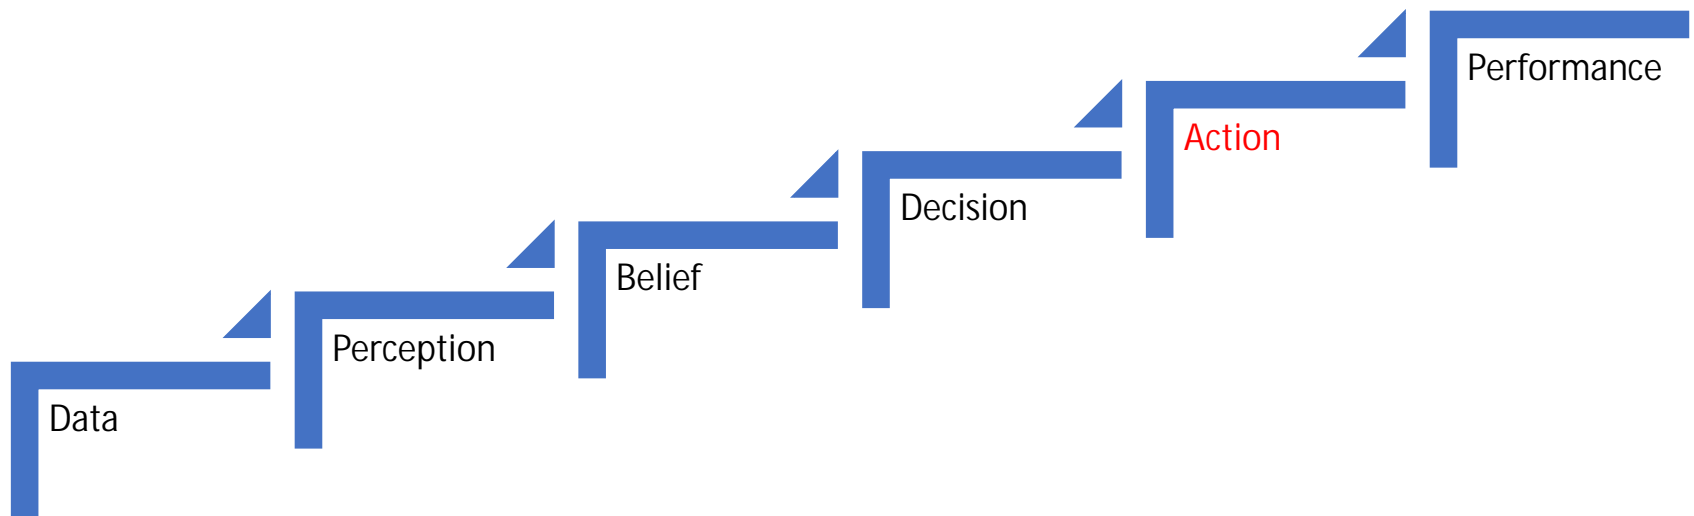 Data
Perception
Belief
Decision
Action
Performance